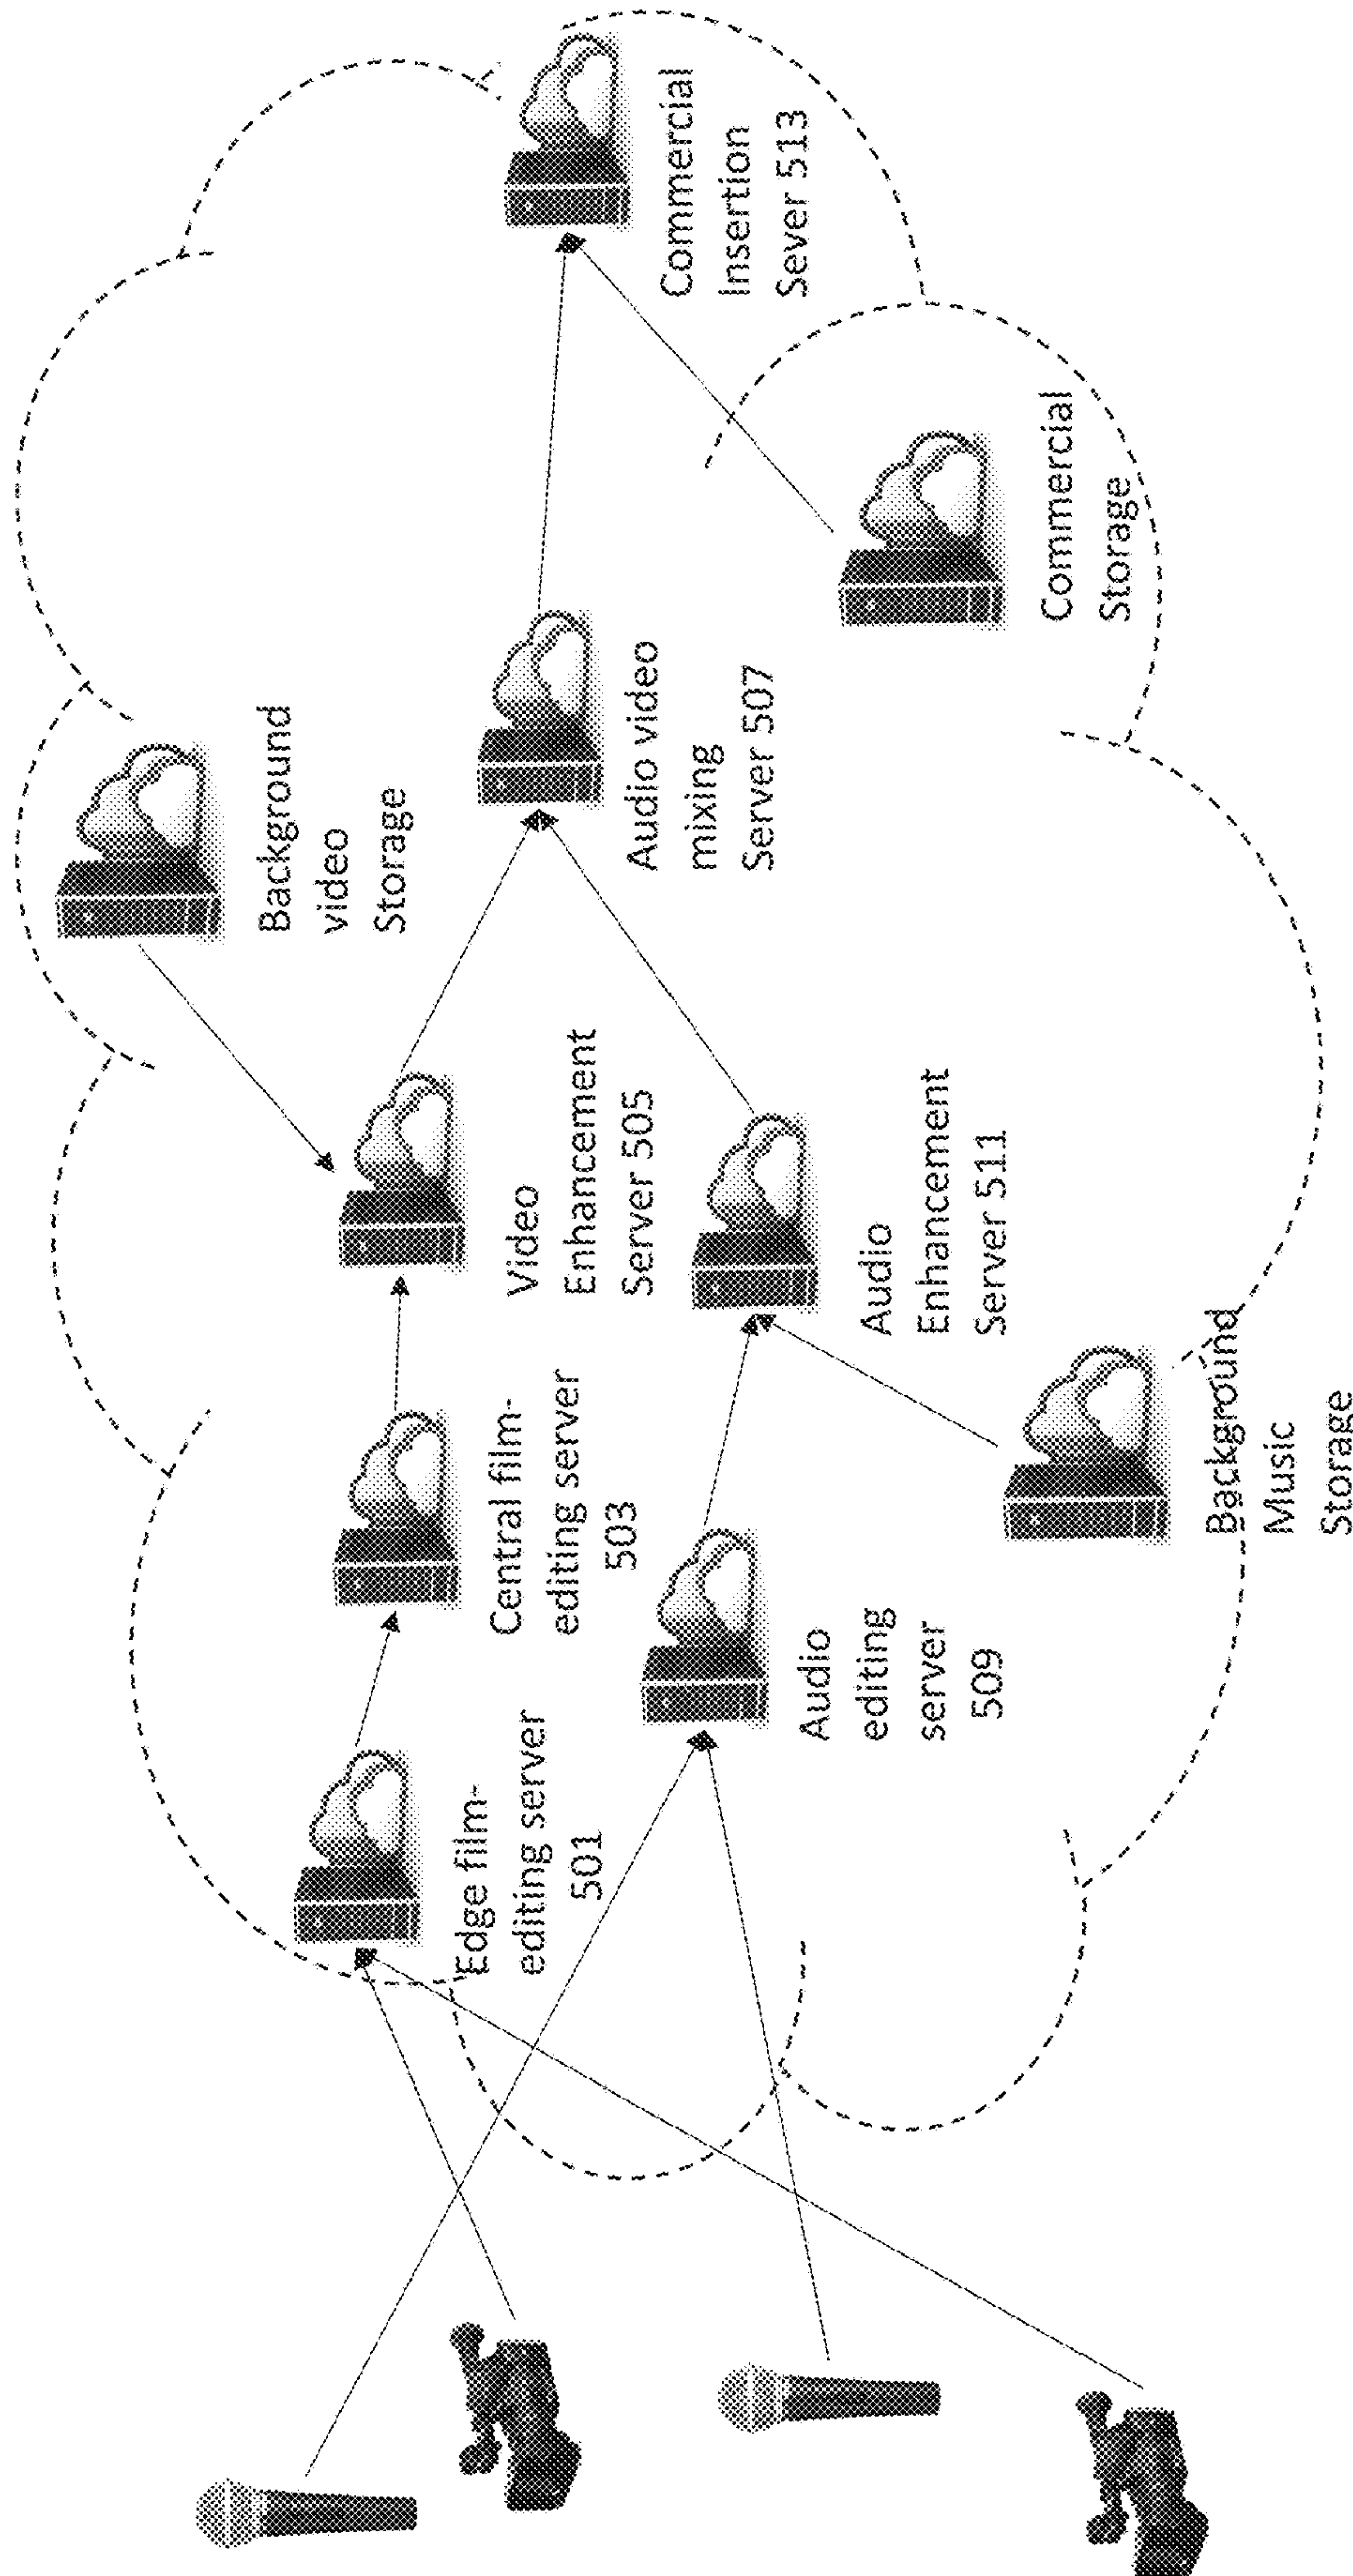 Background
video
Storage
Edge film-
editing server
501
Central film-
editing server
503
Video
Enhancement
Server 505
Audio video
mixing
Server 507
Commercial
Insertion
Sever 513
Audio
editing
server
509
Audio
Enhancement
Server 511
Commercial
Storage
Background
Music
Storage